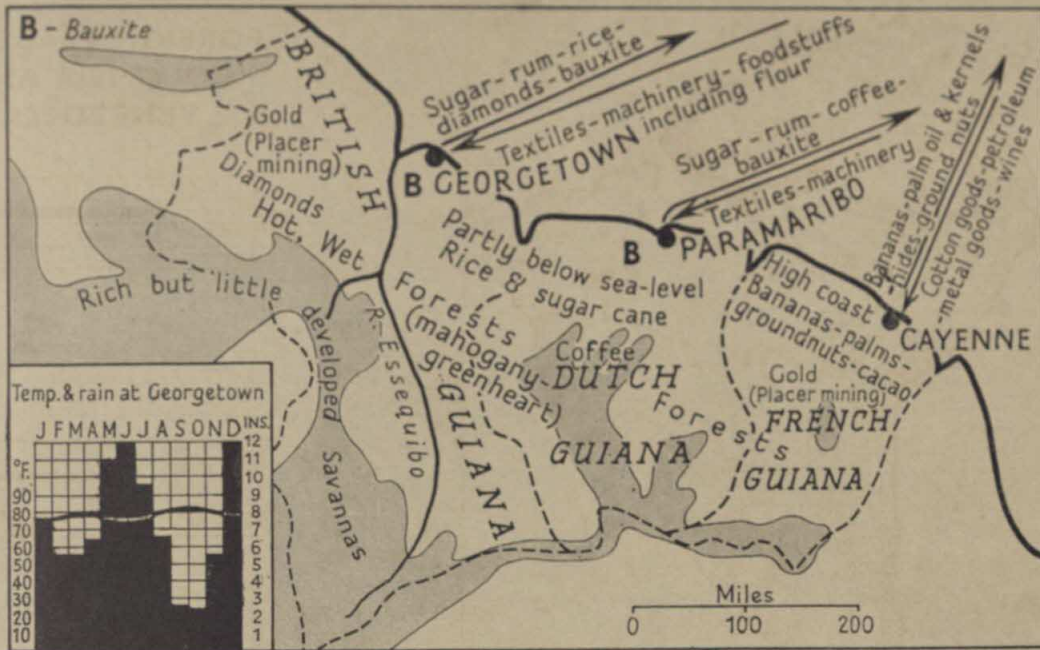 B - Bauxite
BRITISH
GUIANA
Gold
(Placer
mining)
Diamonds
Hot, Wet
Rich but little
developed
Savannas
R. Essequibo
Forests
(mahogany-
greenheart)
Sugar-rum-rice-
diamonds-bauxite
Textiles-machinery-foodstuffs
including flour
B GEORGETOWN
Partly below sea-level
Rice & sugar cane
Sugar-rum-coffee-
bauxite
Textiles-machinery
B PARAMARIBO
Coffee
DUTCH
GUIANA
Forests
Bananas-palm oil & kernels
-hides-ground nuts
Cotton goods-petroleum
-metal goods-wines
CAYENNE
High coast
Bananas-palms-
groundnuts-cacao
Gold
(Placer mining)
FRENCH
GUIANA
Temp. & rain at Georgetown
J F M A M J J A S O N D INS.
°F.
90
80
70
60
50
40
30
20
10
12
11
10
9
8
7
6
5
4
3
2
1
Miles
0 100 200